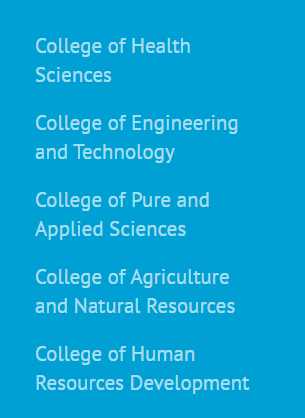 College of Health
Sciences
College of Engineering
and Technology
College of Pure and
Applied Sciences
College of Agriculture
and Natural Resources
College of Human
Resources Development